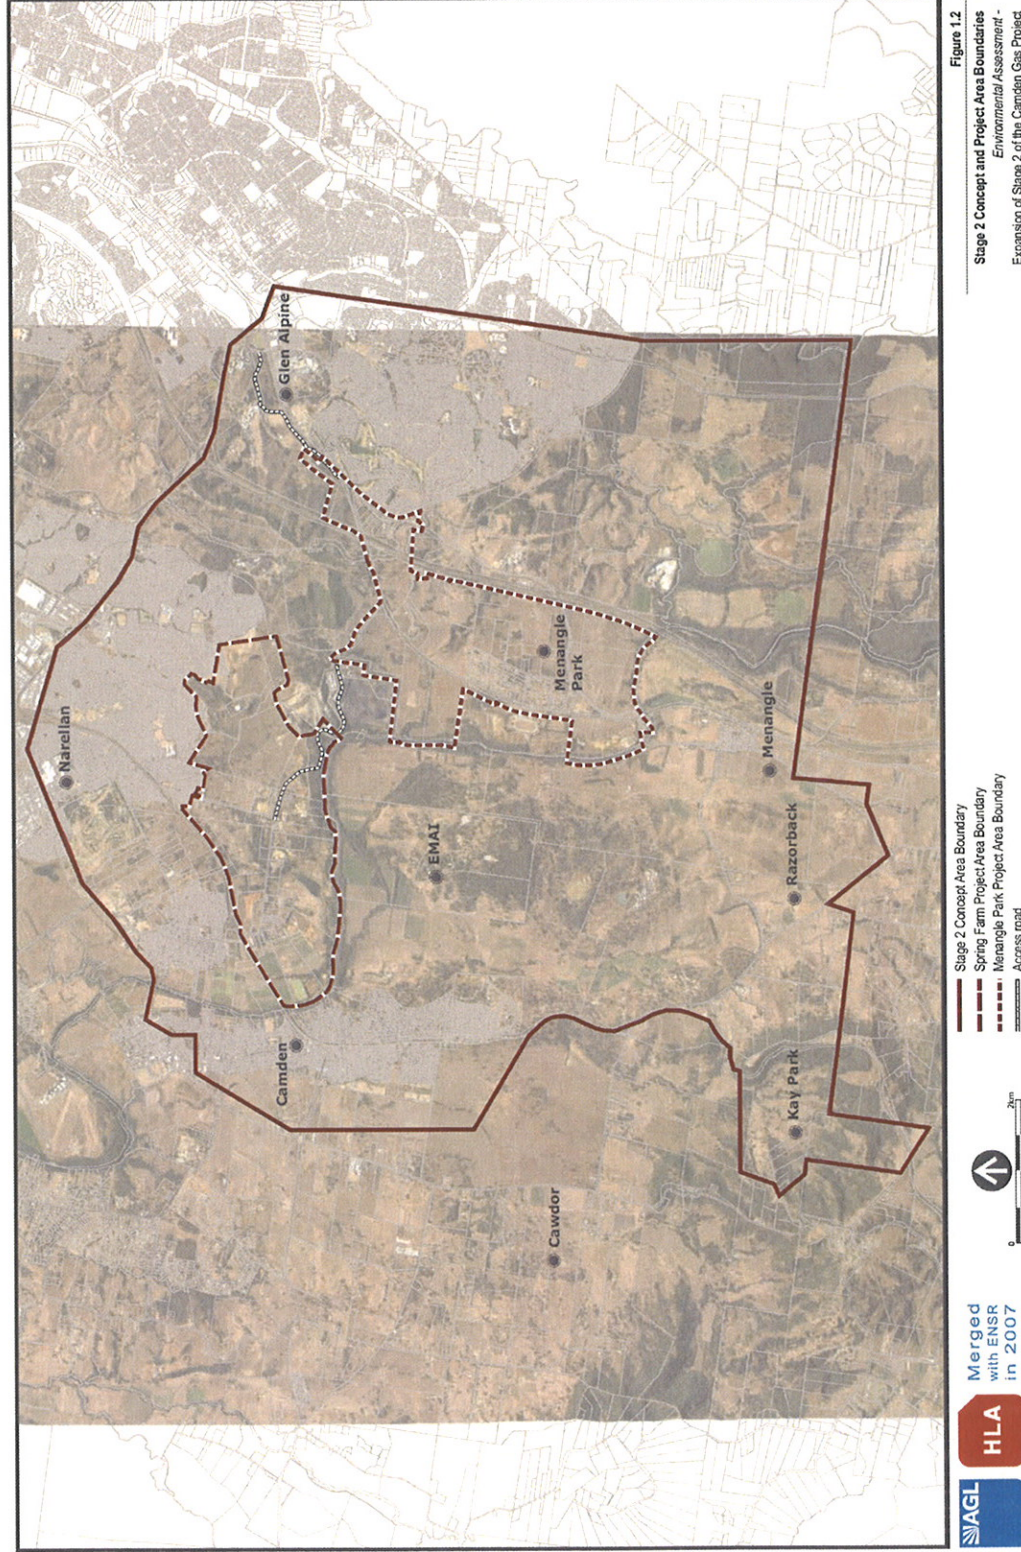 Narellan
Glen Alpine
Camden
EMAI
Menangle
Park
Cawdor
Menangle
Razorback
Kay Park
AGL
HLA
Merged
with ENSR
in 2007
0
2km
Stage 2 Concept Area Boundary
Spring Farm Project Area Boundary
Menangle Park Project Area Boundary
Access road
Figure 1.2
Stage 2 Concept and Project Area Boundaries
Environmental Assessment -
Expansion of Stage 2 of the Camden Gas Project